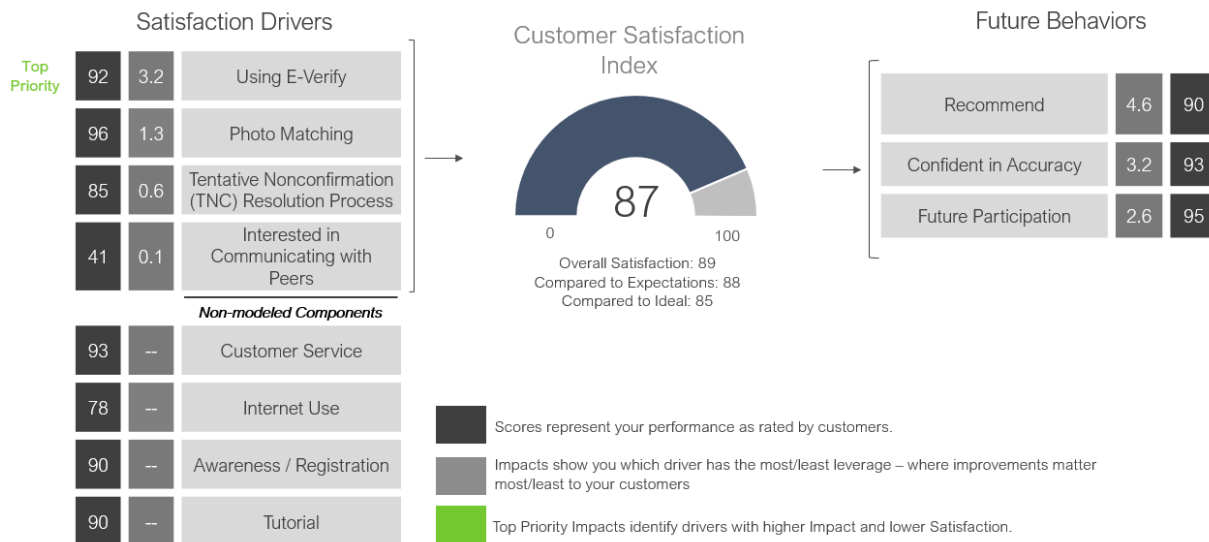 Satisfaction Drivers
Top
Priority
92 3.2 Using E-Verify
96 1.3 Photo Matching
85 0.6 Tentative Nonconfirmation
(TNC) Resolution Process
41 0.1 Interested in
Communicating with
Peers
Non-modeled Components
93 -- Customer Service
78 -- Internet Use
90 -- Awareness / Registration
90 -- Tutorial
Customer Satisfaction
Index
87
0 100
Overall Satisfaction: 89
Compared to Expectations: 88
Compared to Ideal: 85
Future Behaviors
Recommend 4.6 90
Confident in Accuracy 3.2 93
Future Participation 2.6 95
Scores represent your performance as rated by customers.
Impacts show you which driver has the most/least leverage – where improvements matter
most/least to your customers
Top Priority Impacts identify drivers with higher Impact and lower Satisfaction.